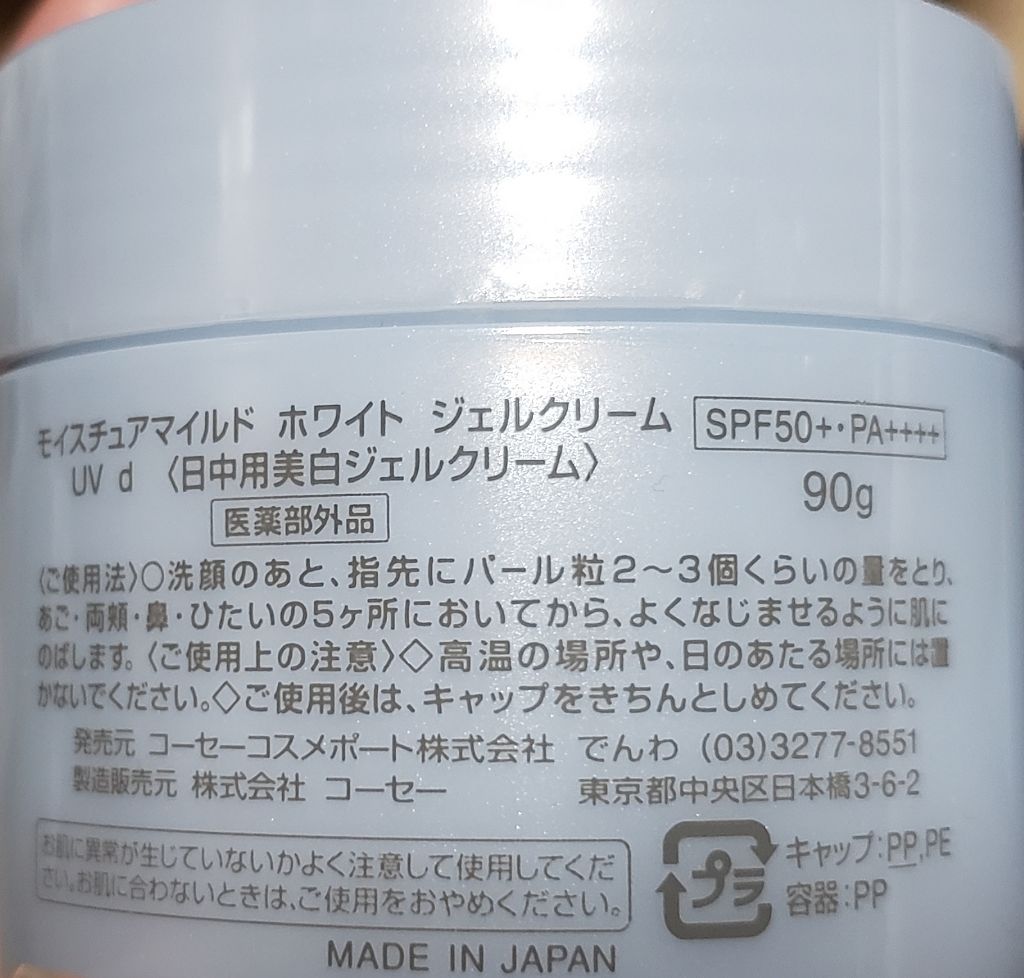 モイスチュアマイルド ホワイト ジェルクリーム SPF50+・PA++++
UV d 〈日中用美白ジェルクリーム〉 90g
医薬部外品
〈ご使用法〉○洗顔のあと、指先にパール粒2～3個くらいの量をとり、
あご・両頬・鼻・ひたいの5ヶ所においてから、よくなじませるように肌に
のばします。〈ご使用上の注意〉◇高温の場所や、日のあたる場所には置
かないでください。◇ご使用後は、キャップをきちんとしめてください。
発売元 コーセーコスメポート株式会社 でんわ (03)3277-8551
製造販売元 株式会社 コーセー 東京都中央区日本橋3-6-2
お肌に異常が生じていないかよく注意して使用してくだ
さい。お肌に合わないときは、ご使用をおやめください。
プラ
キャップ:PP,PE
容器:PP
MADE IN JAPAN